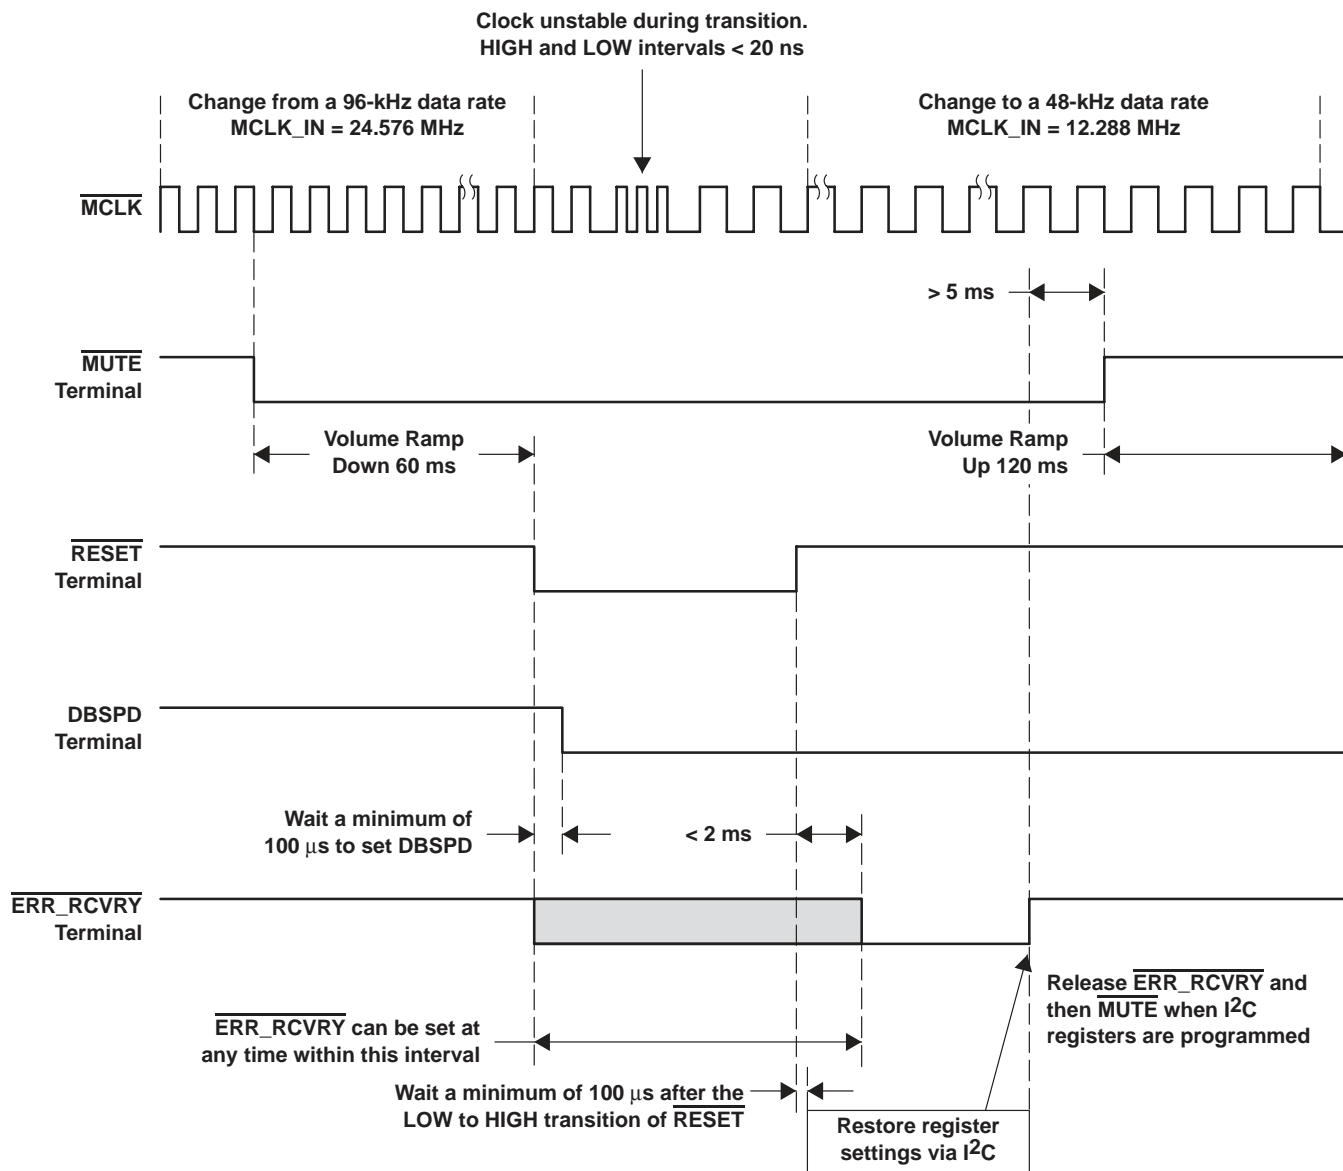 Clock unstable during transition.
HIGH and LOW intervals < 20 ns
Change from a 96-kHz data rate
MCLK_IN = 24.576 MHz
Change to a 48-kHz data rate
MCLK_IN = 12.288 MHz
MCLK
> 5 ms
MUTE
Terminal
Volume Ramp
Down 60 ms
Volume Ramp
Up 120 ms
RESET
Terminal
DBSPD
Terminal
Wait a minimum of
100 μs to set DBSPD
< 2 ms
ERR_RCVRY
Terminal
ERR_RCVRY can be set at
any time within this interval
Release ERR_RCVRY and
then MUTE when I2C
registers are programmed
Wait a minimum of 100 μs after the
LOW to HIGH transition of RESET
Restore register
settings via I2C